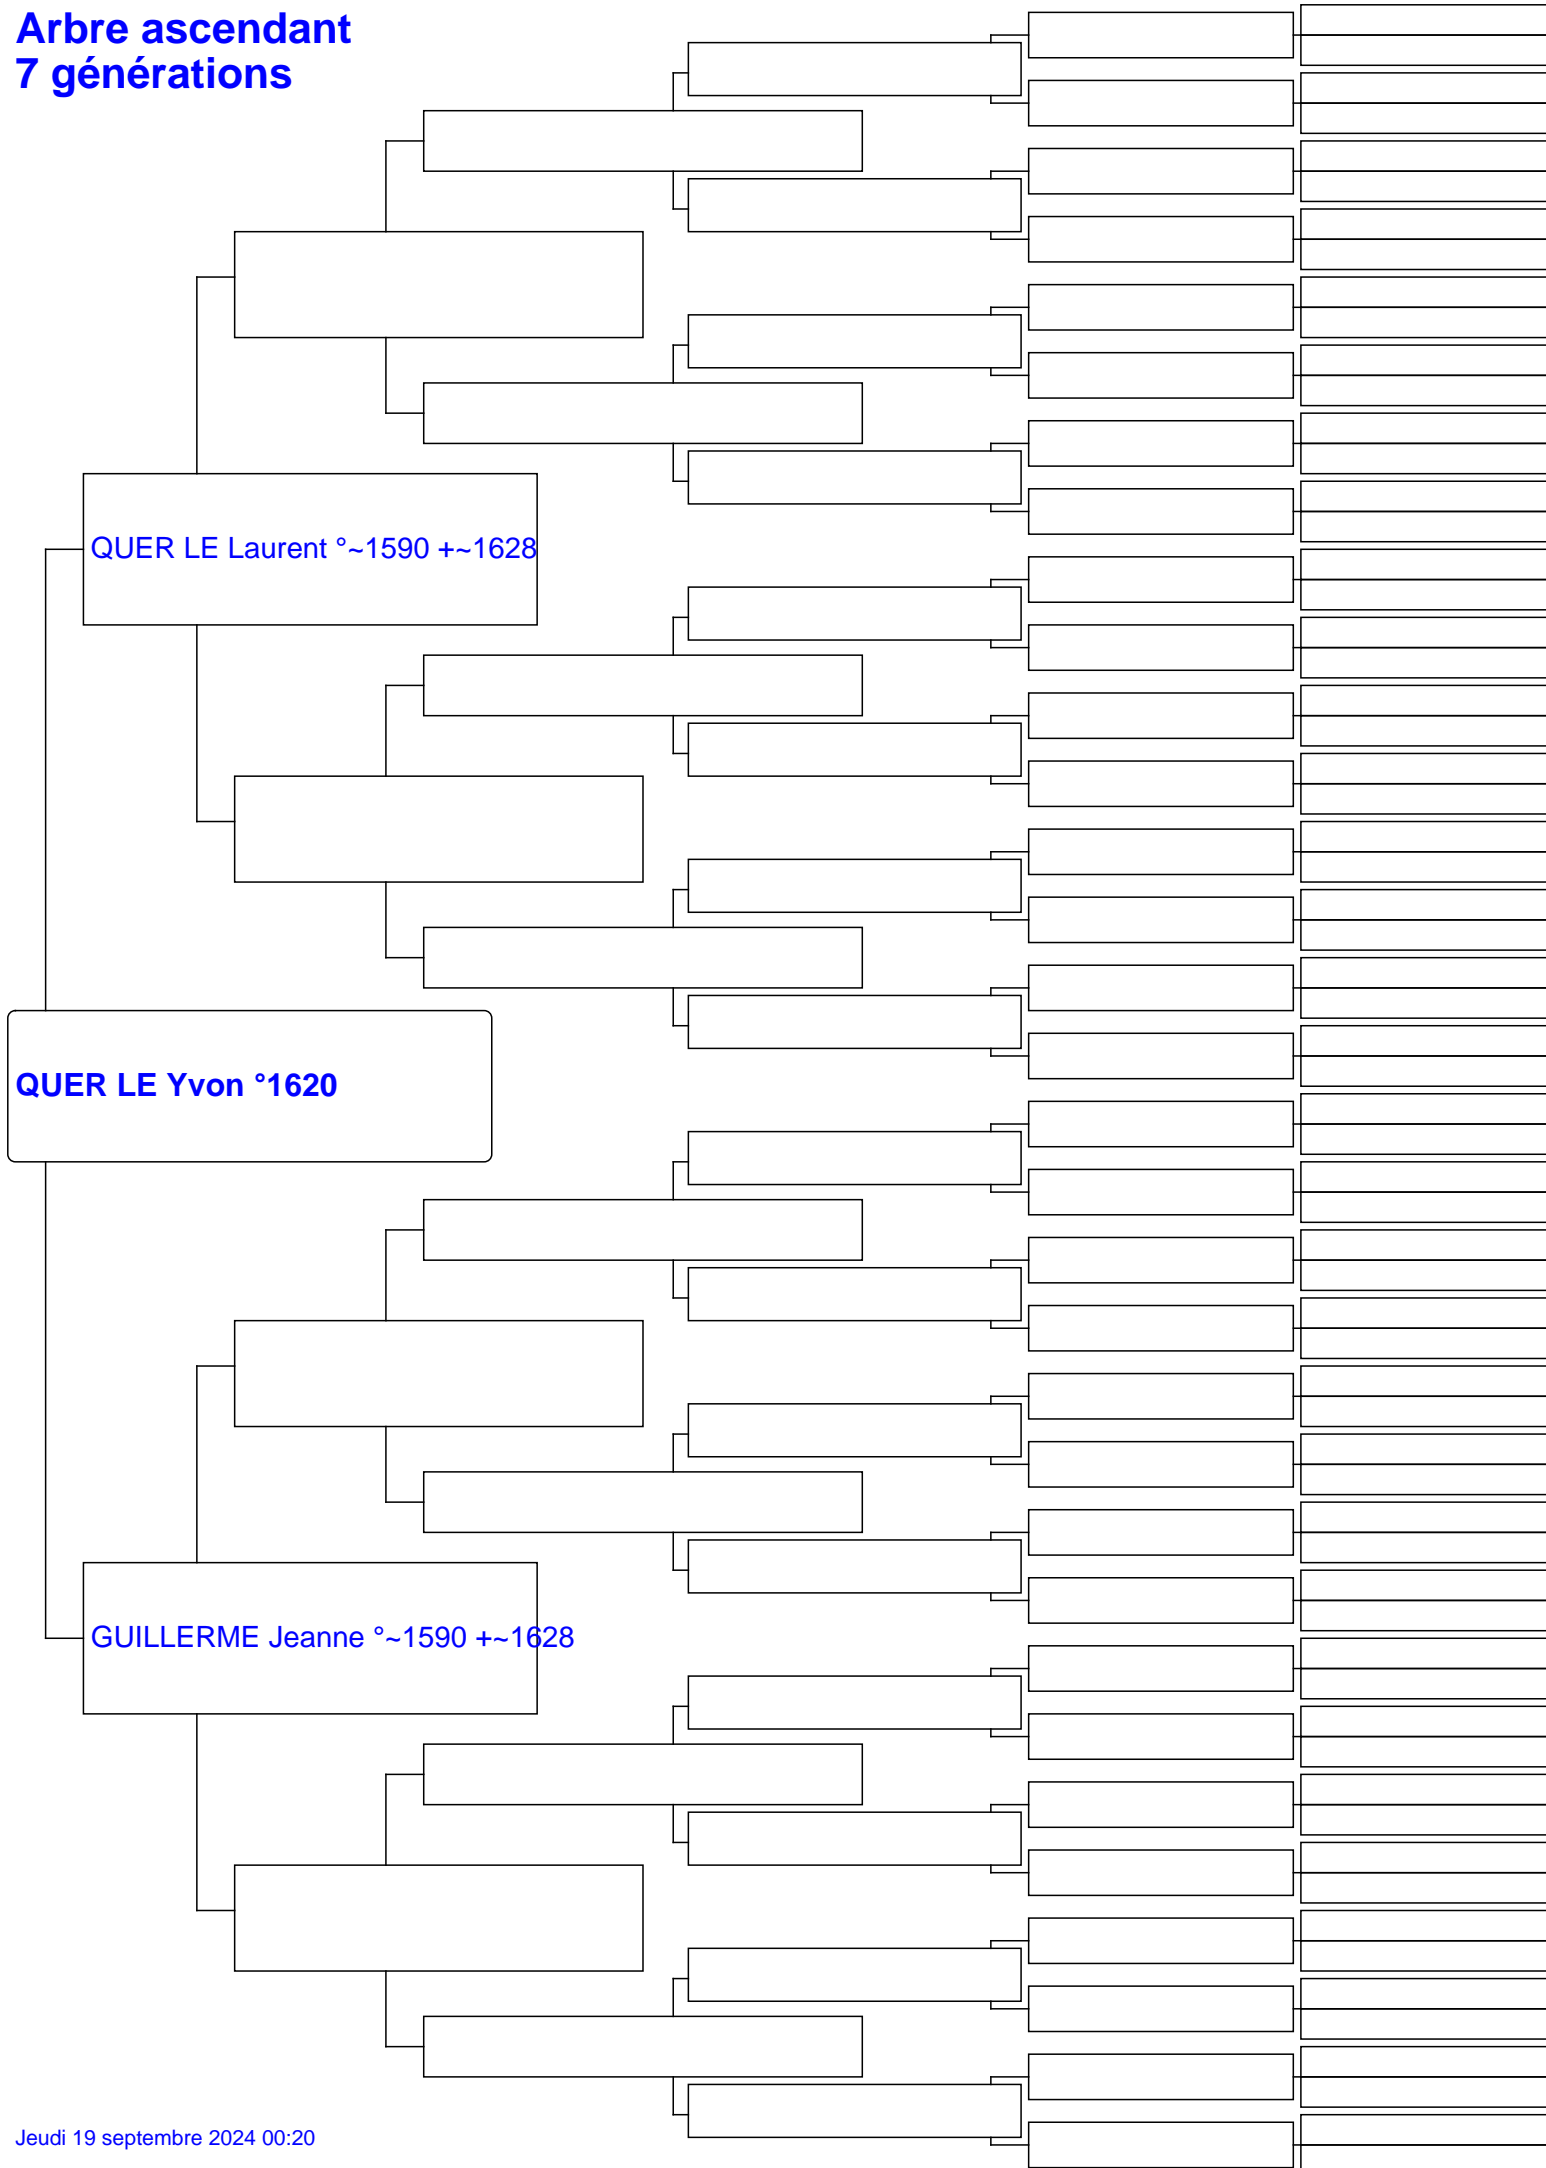 Arbre ascendant
7 générations
QUER LE Laurent °~1590 +~1628
QUER LE Yvon °1620
GUILLERME Jeanne °~1590 +~1628
Jeudi 19 septembre 2024 00:20